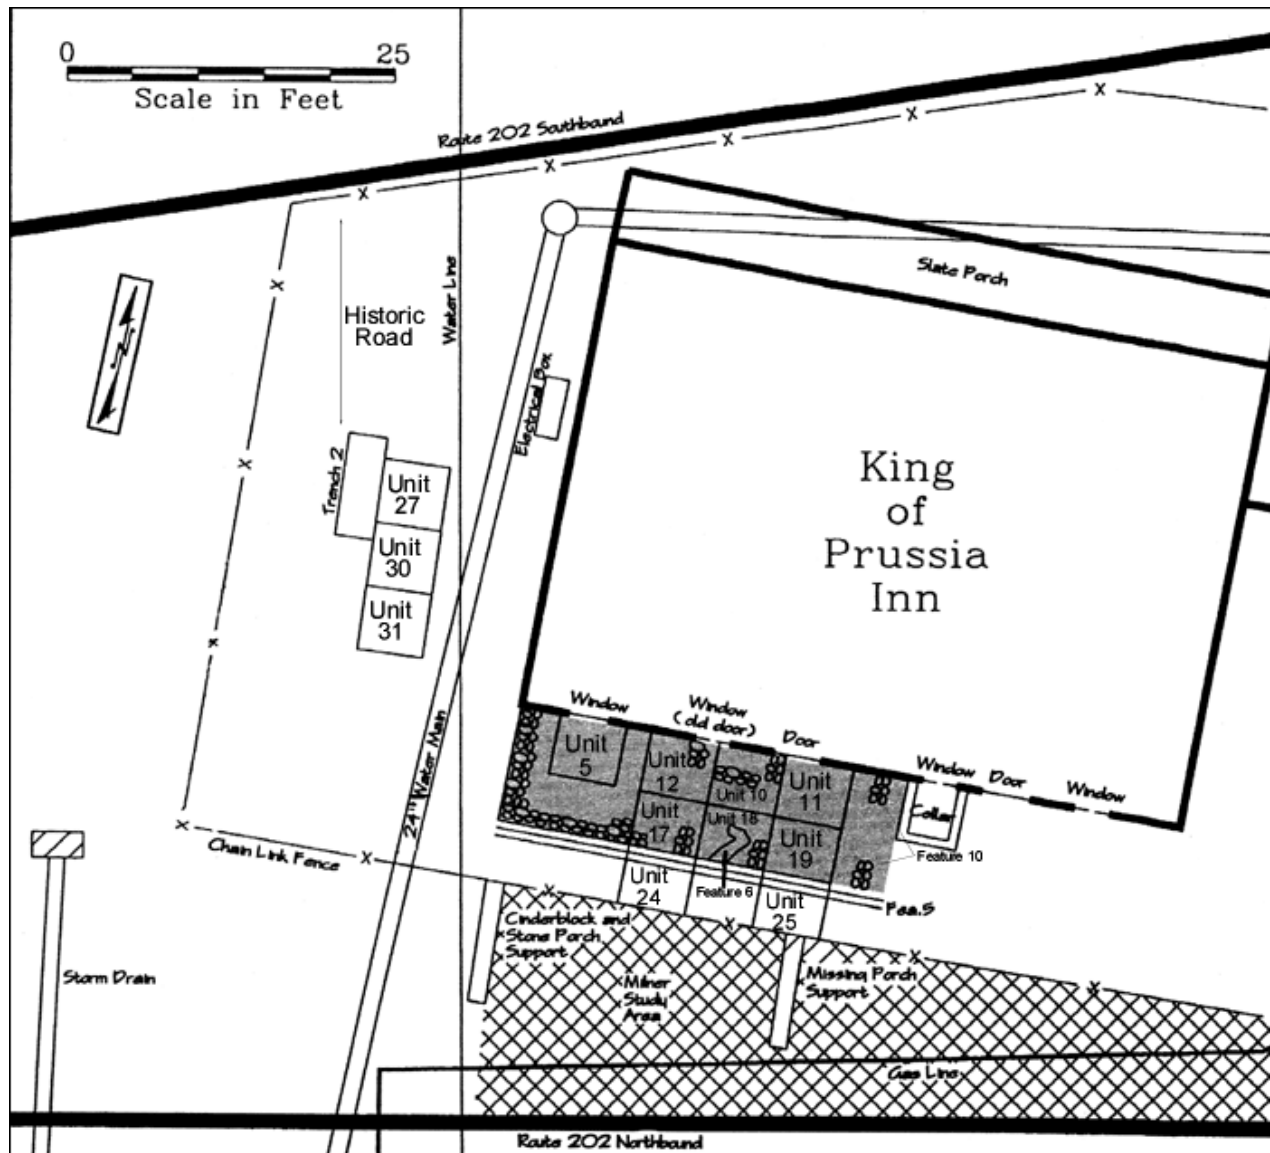 0 25
Scale in Feet
Route 202 Southbound
N
Historic
Road
Water Line
Slate Porch
Electrical Box
Trench 2
Unit
27
Unit
30
Unit
31
King
of
Prussia
Inn
Window
Window
(old door)
Door
Window
Door
Window
Unit
5
Unit
12
Unit 10
Unit
11
Cellar
Unit
17
Unit 18
Unit
19
Feature 10
24" Water Main
Chain Link Fence
Unit
24
Feature 6
Unit
25
Fea.5
Cinderblock and
Stone Porch
Support
Milner
Study
Area
Missing Porch
Support
Storm Drain
Gas Line
Route 202 Northbound